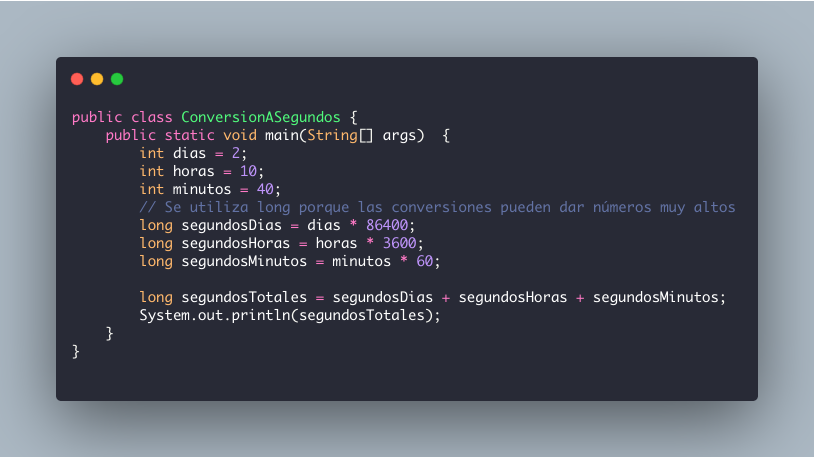 public class ConversionASegundos {
    public static void main(String[] args)  {
        int dias = 2;
        int horas = 10;
        int minutos = 40;
        // Se utiliza long porque las conversiones pueden dar números muy altos
        long segundosDias = dias * 86400;
        long segundosHoras = horas * 3600;
        long segundosMinutos = minutos * 60;

        long segundosTotales = segundosDias + segundosHoras + segundosMinutos;
        System.out.println(segundosTotales);
    }
}